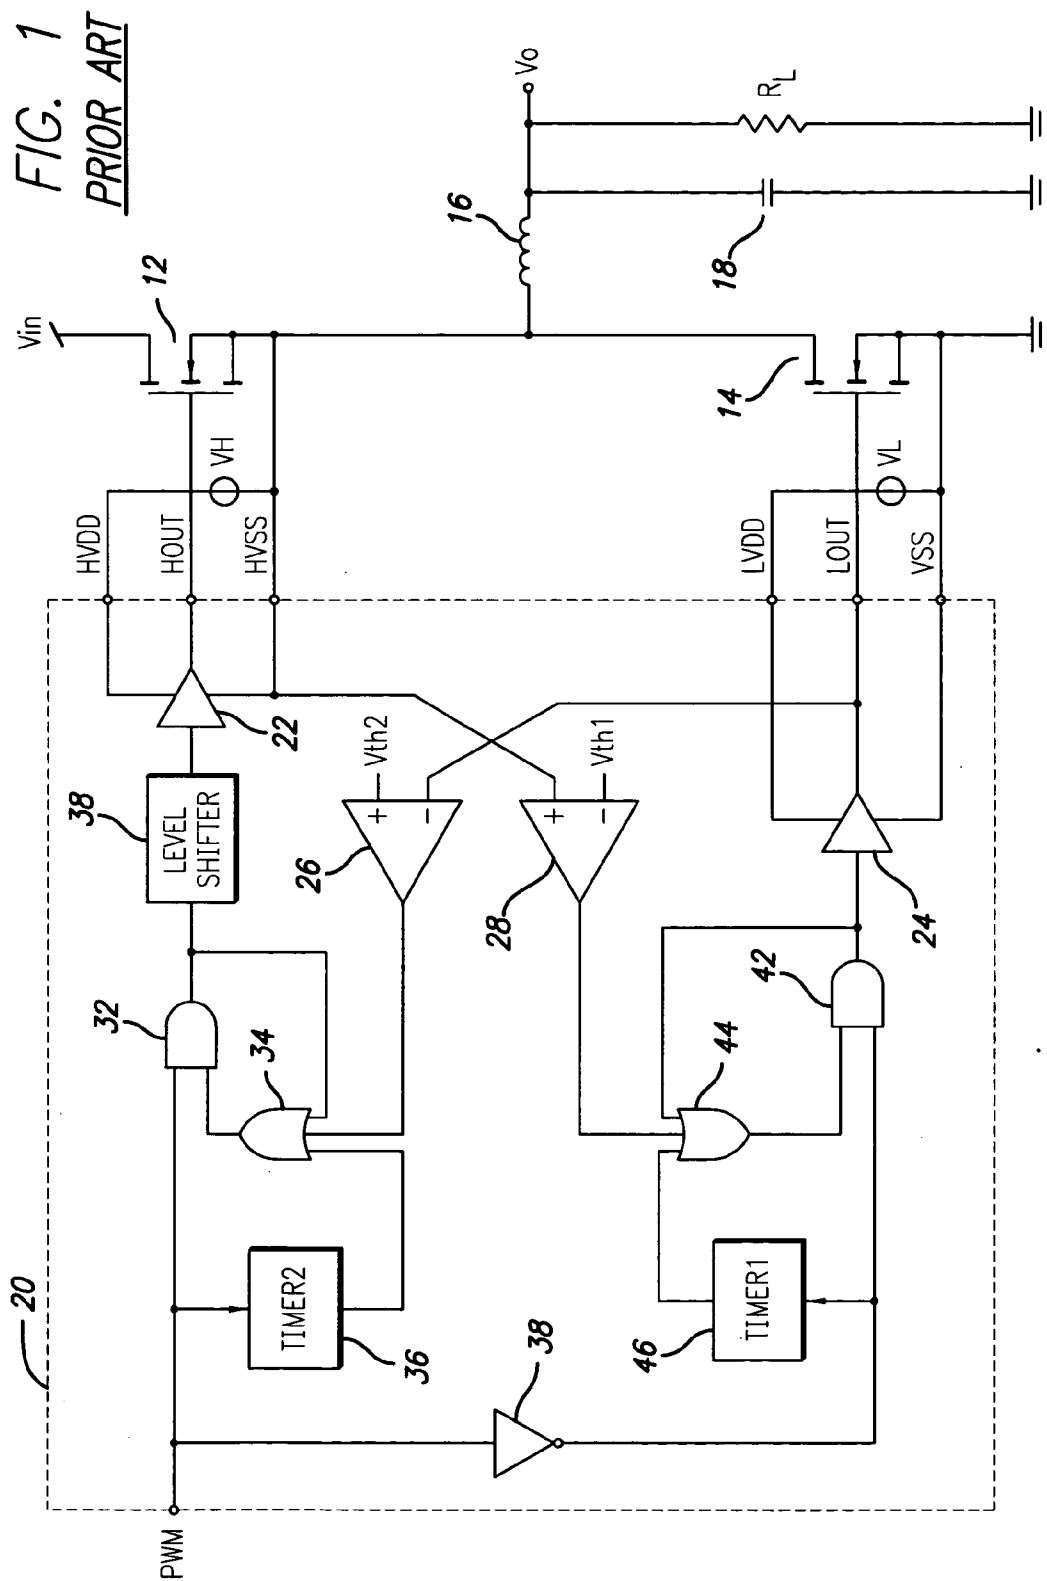 FIG. 1
PRIOR ART
20
PWM
TIMER2
36
38
46
TIMER1
32
34
44
42
38
LEVEL
SHIFTER
22
26
28
24
+
-
Vth2
+
-
Vth1
HVDD
HOUT
HVSS
VH
LVDD
LOUT
VSS
VL
Vin
12
14
16
18
Vo
RL